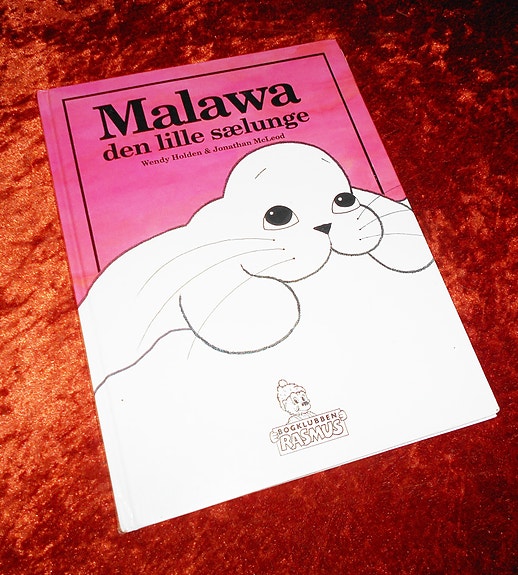 Malawa
den lille sælunge
Wendy Holden & Jonathan McLeod
BOGKLUBBEN
RASMUS